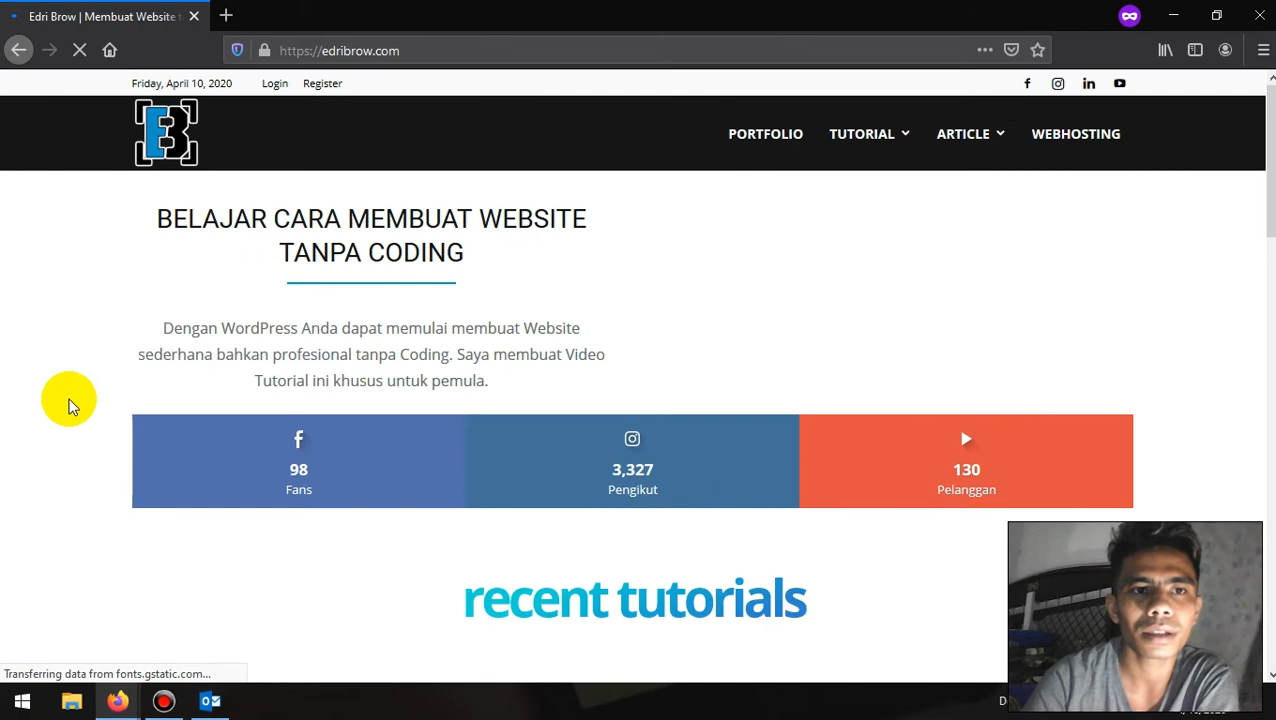 Edri Brow | Membuat Website t
https://edribrow.com
Friday, April 10, 2020 Login Register
EB
PORTFOLIO TUTORIAL ARTICLE WEBHOSTING
BELAJAR CARA MEMBUAT WEBSITE
TANPA CODING
Dengan WordPress Anda dapat memulai membuat Website
sederhana bahkan profesional tanpa Coding. Saya membuat Video
Tutorial ini khusus untuk pemula.
98 3,327 130
Fans Pengikut Pelanggan
recent tutorials
Transferring data from fonts.gstatic.com...